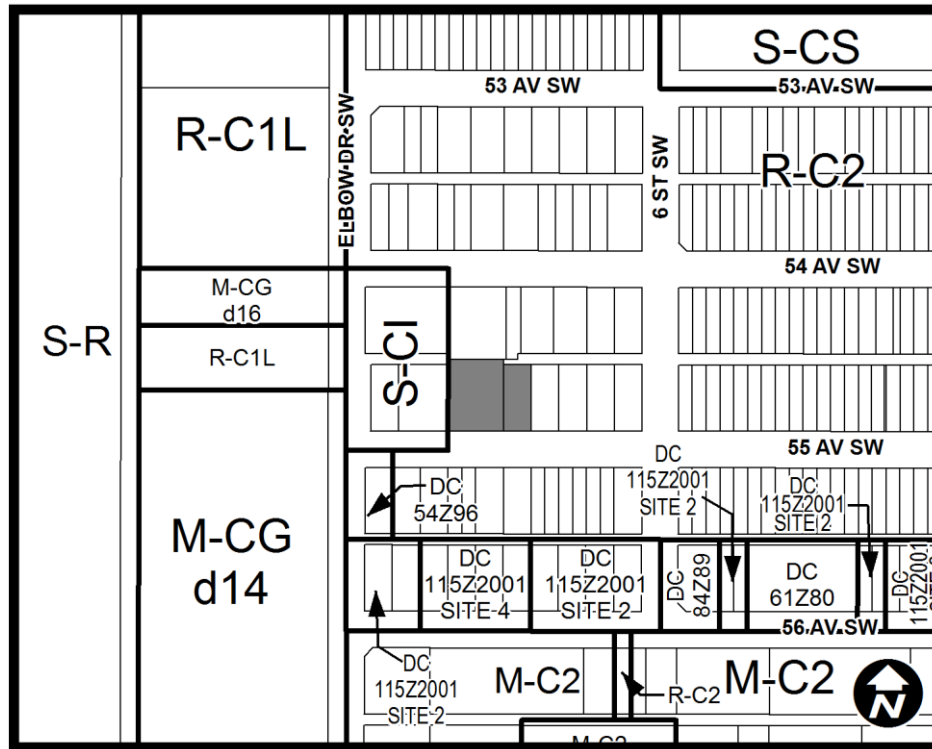 S-CS
53 AV SW
53 AV SW
R-C1L
ELBOW DR SW
6 ST SW
R-C2
54 AV SW
M-CG
d16
S-R
R-C1L
S-CI
55 AV SW
DC
54Z96
DC
115Z2001
SITE 2
DC
115Z2001
SITE 2
M-CG
d14
DC
115Z2001
SITE 4
DC
115Z2001
SITE 2
DC
84Z89
DC
61Z80
DC
115Z2001
56 AV SW
DC
115Z2001
SITE 2
M-C2
R-C2
M-C2
N
M-C2